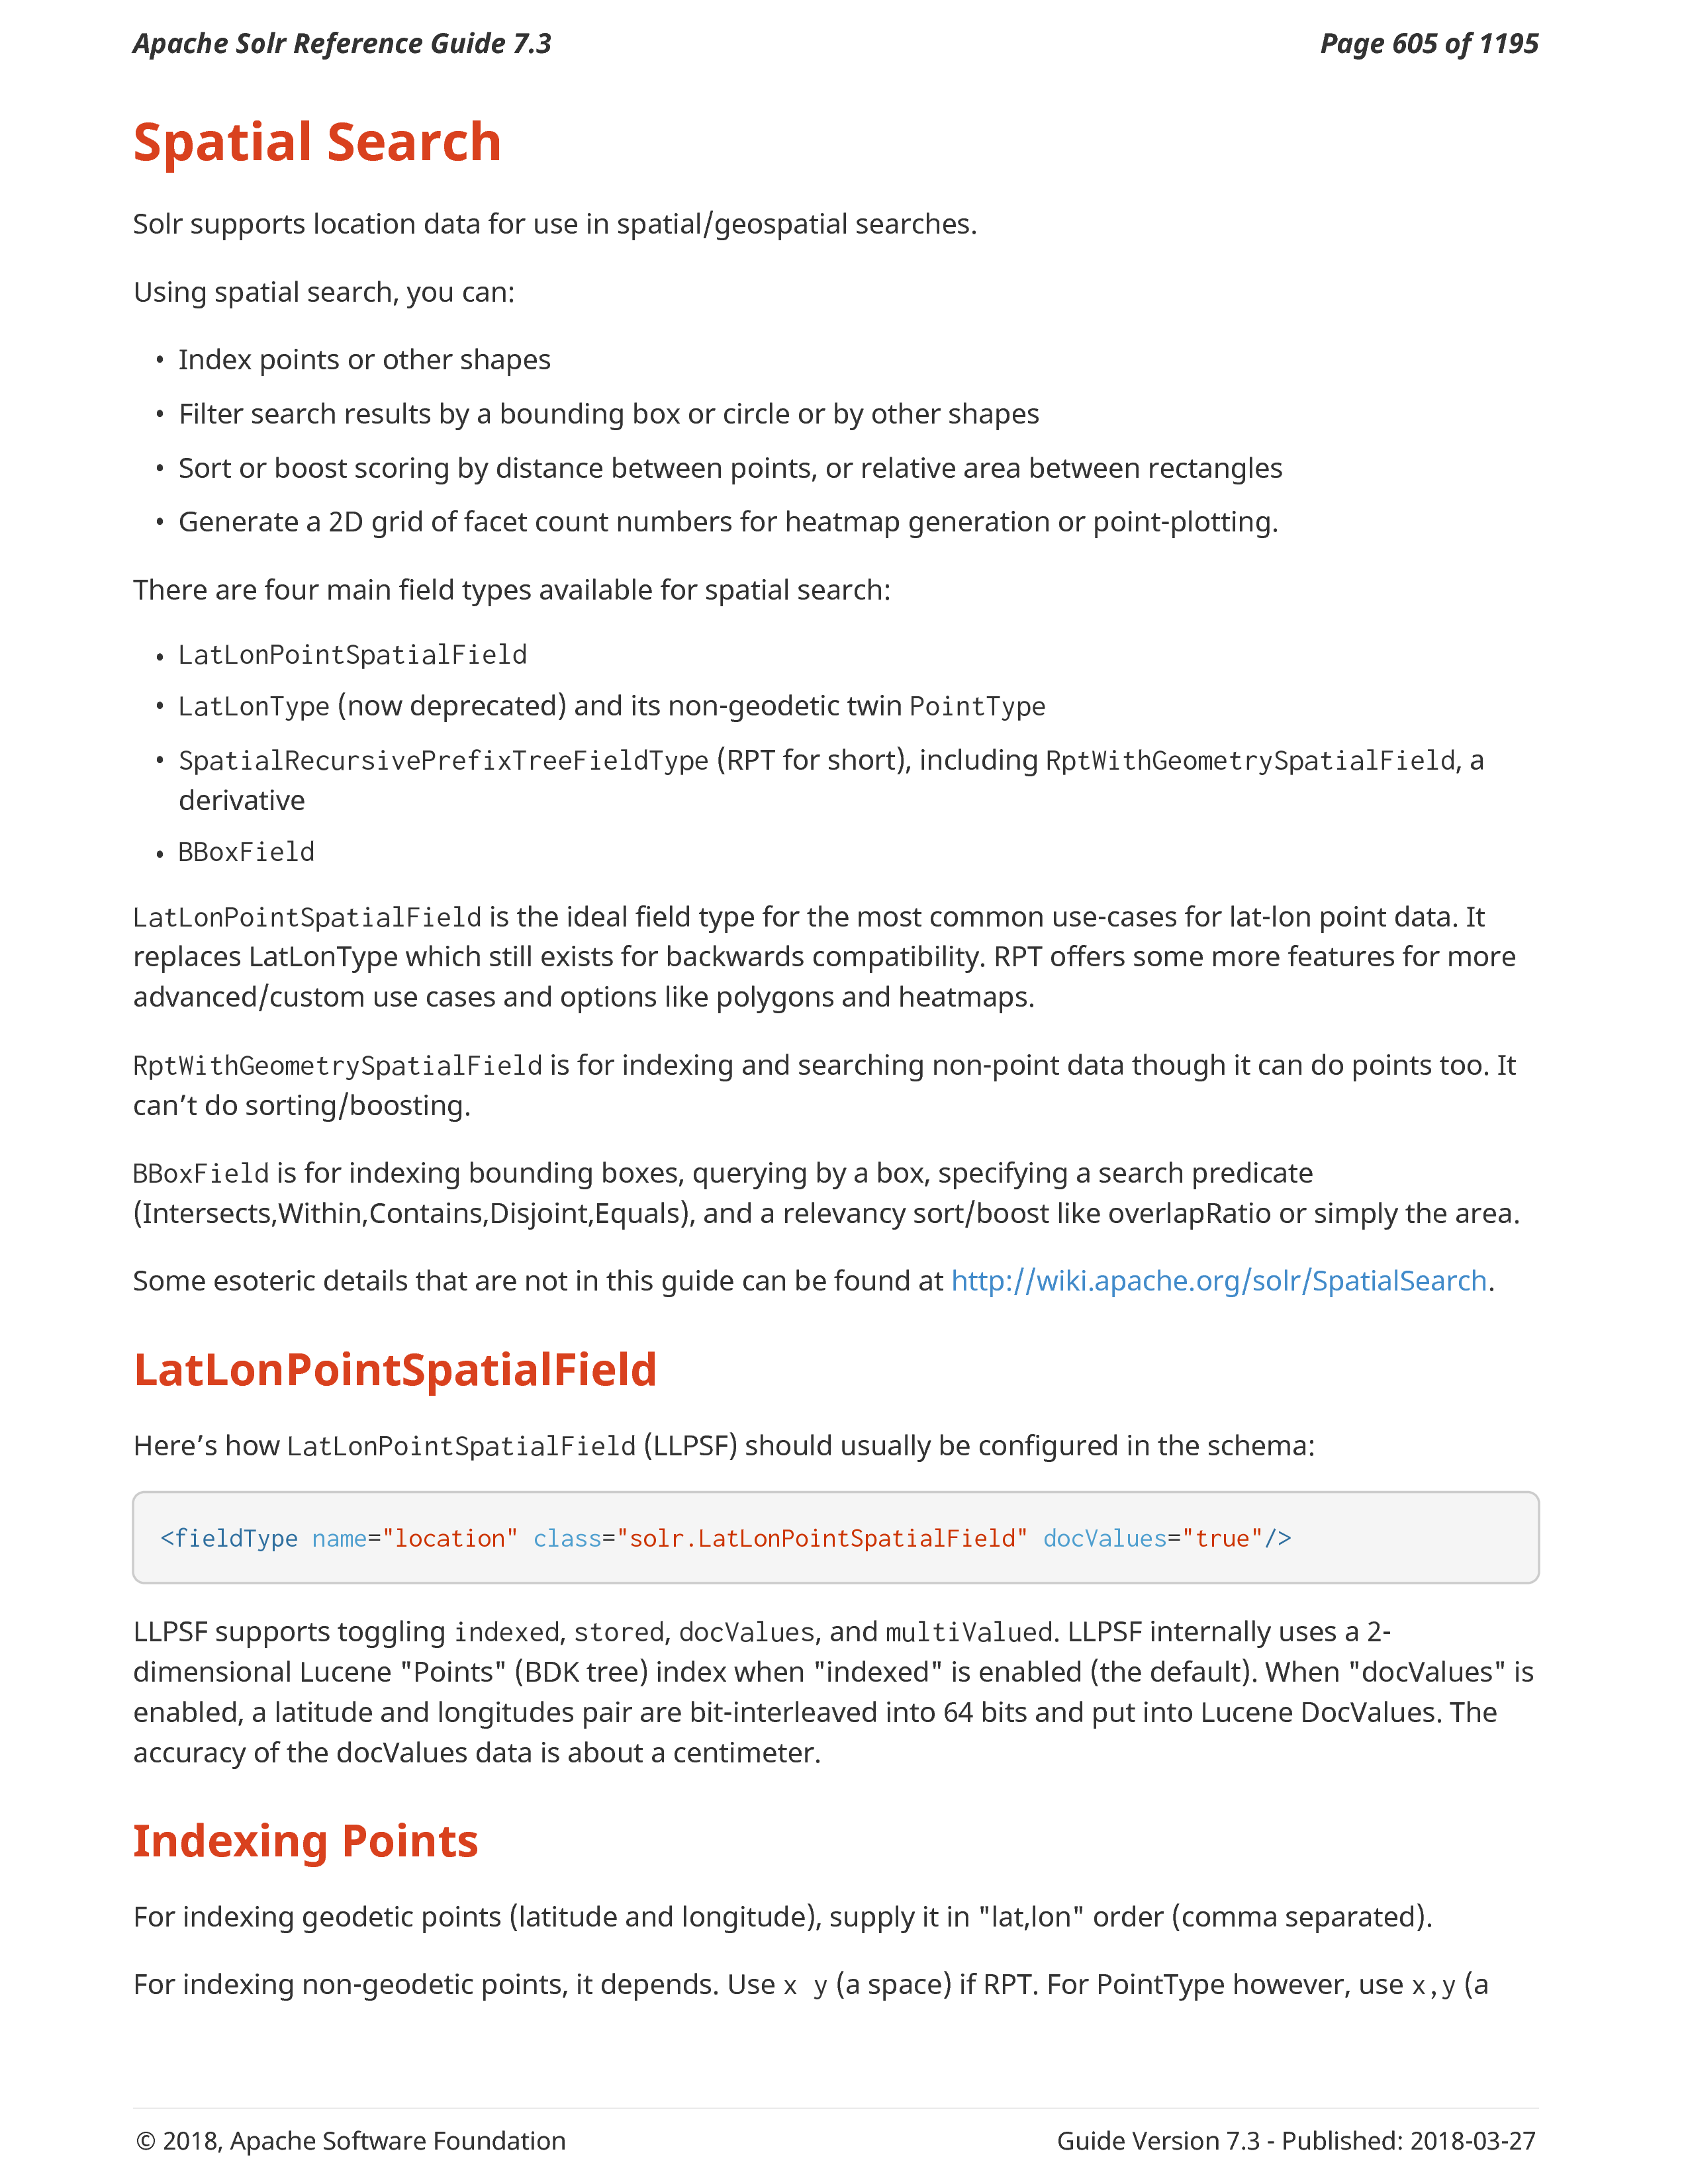 Apache Solr Reference Guide 7.3 Page 605 of 1195
Spatial Search
Solr supports location data for use in spatial/geospatial searches.
Using spatial search, you can:
• Index points or other shapes
• Filter search results by a bounding box or circle or by other shapes
• Sort or boost scoring by distance between points, or relative area between rectangles
• Generate a 2D grid of facet count numbers for heatmap generation or point-plotting.
There are four main field types available for spatial search:
• LatLonPointSpatialField
• LatLonType (now deprecated) and its non-geodetic twin PointType
• SpatialRecursivePrefixTreeFieldType (RPT for short), including RptWithGeometrySpatialField, a
derivative
• BBoxField
LatLonPointSpatialField is the ideal field type for the most common use-cases for lat-lon point data. It
replaces LatLonType which still exists for backwards compatibility. RPT offers some more features for more
advanced/custom use cases and options like polygons and heatmaps.
RptWithGeometrySpatialField is for indexing and searching non-point data though it can do points too. It
can’t do sorting/boosting.
BBoxField is for indexing bounding boxes, querying by a box, specifying a search predicate
(Intersects,Within,Contains,Disjoint,Equals), and a relevancy sort/boost like overlapRatio or simply the area.
Some esoteric details that are not in this guide can be found at http://wiki.apache.org/solr/SpatialSearch.
LatLonPointSpatialField
Here’s how LatLonPointSpatialField (LLPSF) should usually be configured in the schema:
<fieldType name="location" class="solr.LatLonPointSpatialField" docValues="true"/>
LLPSF supports toggling indexed, stored, docValues, and multiValued. LLPSF internally uses a 2-
dimensional Lucene "Points" (BDK tree) index when "indexed" is enabled (the default). When "docValues" is
enabled, a latitude and longitudes pair are bit-interleaved into 64 bits and put into Lucene DocValues. The
accuracy of the docValues data is about a centimeter.
Indexing Points
For indexing geodetic points (latitude and longitude), supply it in "lat,lon" order (comma separated).
For indexing non-geodetic points, it depends. Use x y (a space) if RPT. For PointType however, use x,y (a
© 2018, Apache Software Foundation Guide Version 7.3 - Published: 2018-03-27